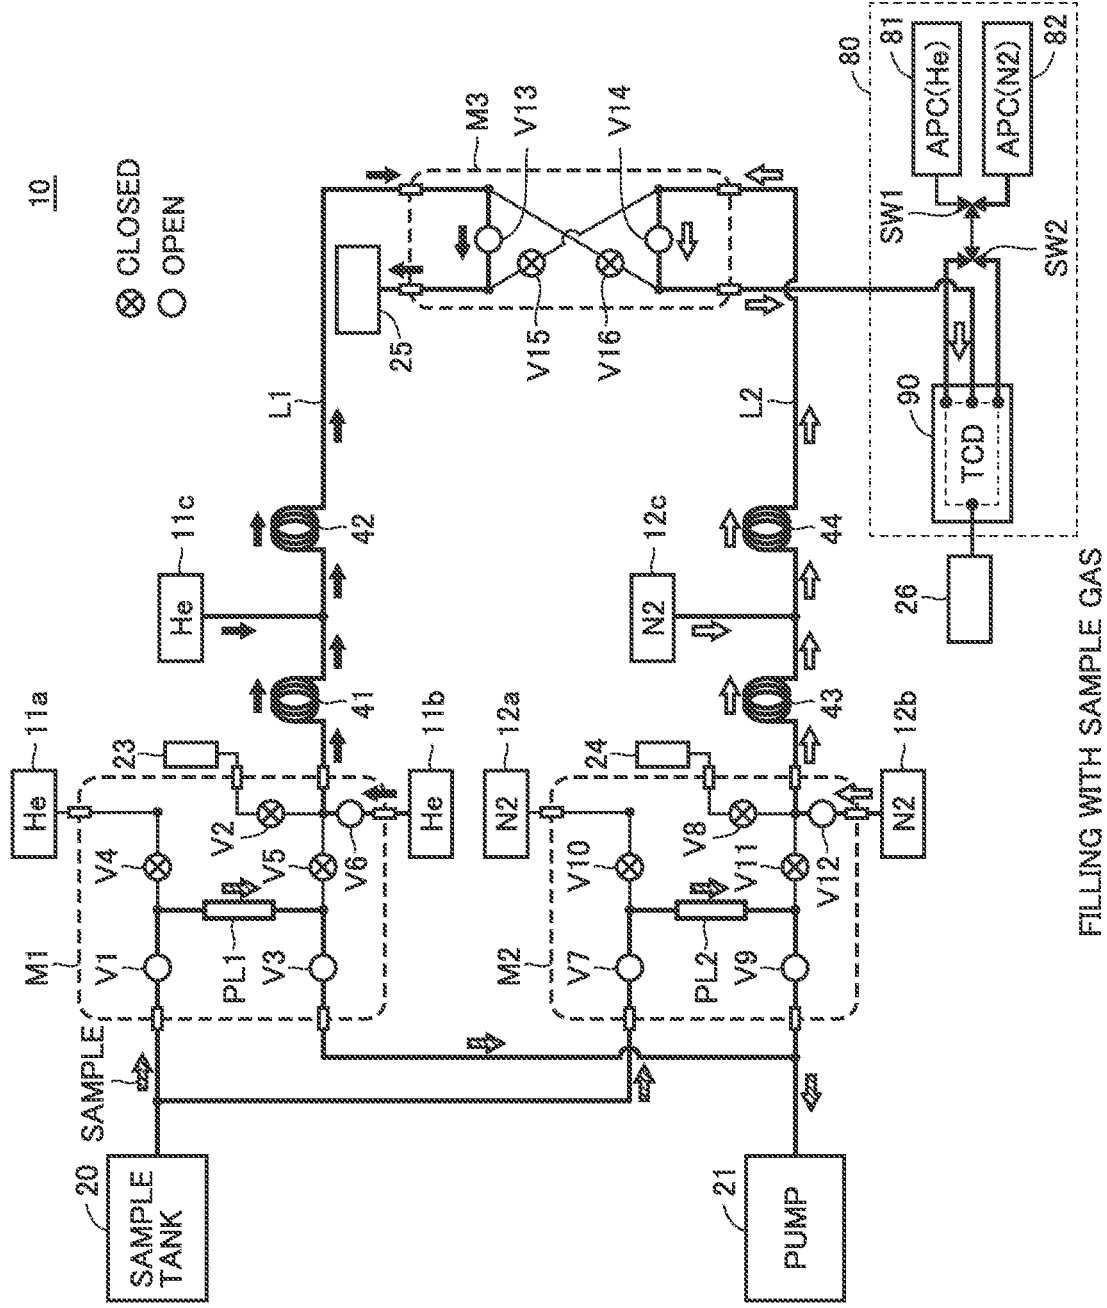 10
CLOSED
OPEN
20
SAMPLE
TANK
SAMPLE
M1
V1
V4
11a
He
PL1
V2
23
V3
V5
V6
11b
He
41
11c
He
42
L1
25
M3
V13
V15
V16
V14
M2
V7
V10
12a
N2
PL2
V8
24
V9
V11
V12
12b
N2
43
12c
N2
44
L2
21
PUMP
80
81
APC(He)
82
APC(N2)
SW1
SW2
90
TCD
26
FILLING WITH SAMPLE GAS